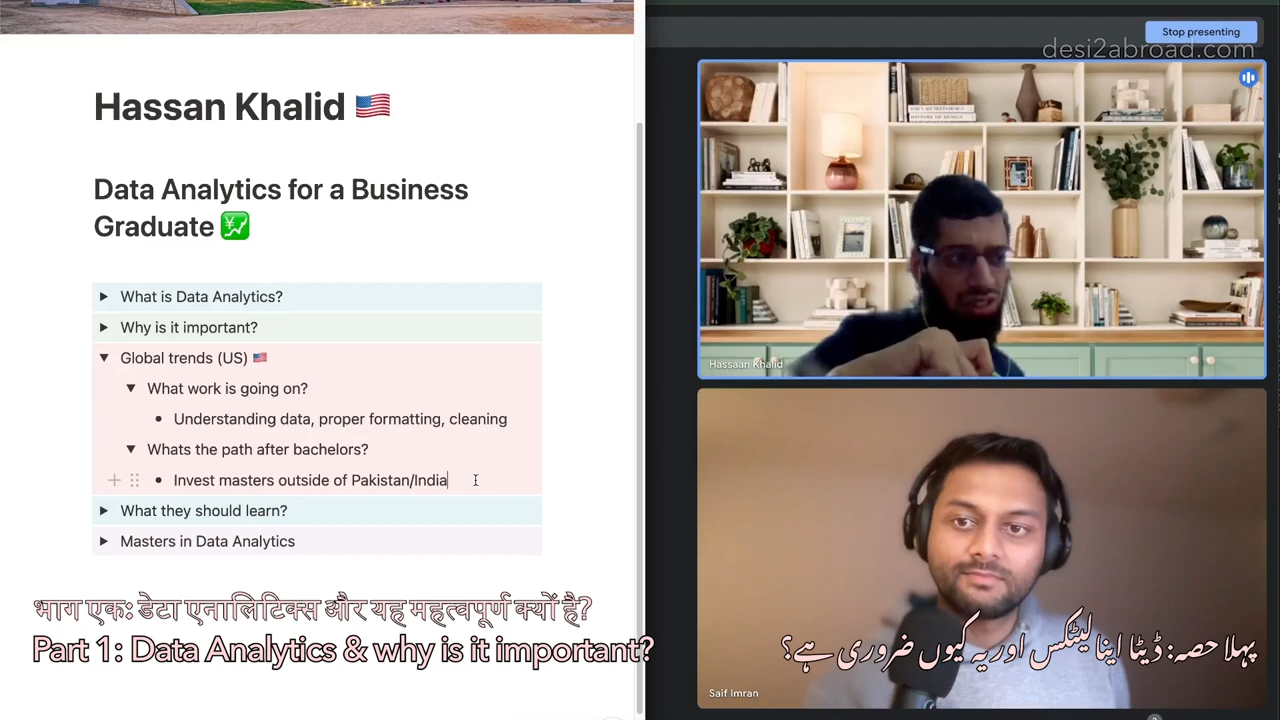 Stop presenting
desi2abroad.com
Hassan Khalid 🇺🇸
Data Analytics for a Business
Graduate 💹
What is Data Analytics?
Why is it important?
Global trends (US) 🇺🇸
What work is going on?
Understanding data, proper formatting, cleaning
Whats the path after bachelors?
Invest masters outside of Pakistan/India
What they should learn?
Masters in Data Analytics
Hassaan Khalid
भाग एक: डेटा एनालिटिक्स और यह महत्वपूर्ण क्यों है?
Part 1: Data Analytics & why is it important?
پہلا حصہ: ڈیٹا اینا لیٹکس اور یہ کیوں ضروری ہے؟
Saif Imran